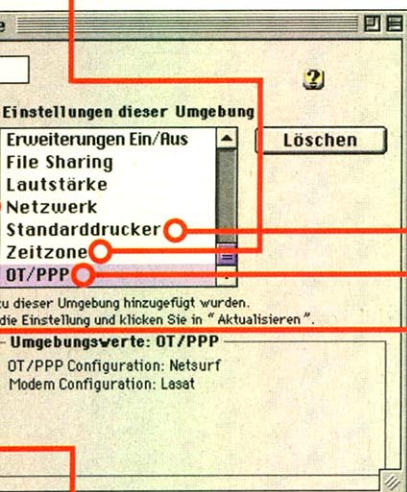 e
?
Einstellungen dieser Umgebung
Erweiterungen Ein/Aus
Löschen
File Sharing
Lautstärke
Netzwerk
Standarddrucker
Zeitzone
OT/PPP
zu dieser Umgebung hinzugefügt wurden.
die Einstellung und klicken Sie in "Aktualisieren".
Umgebungswerte: OT/PPP
OT/PPP Configuration: Netsurf
Modem Configuration: Lasat